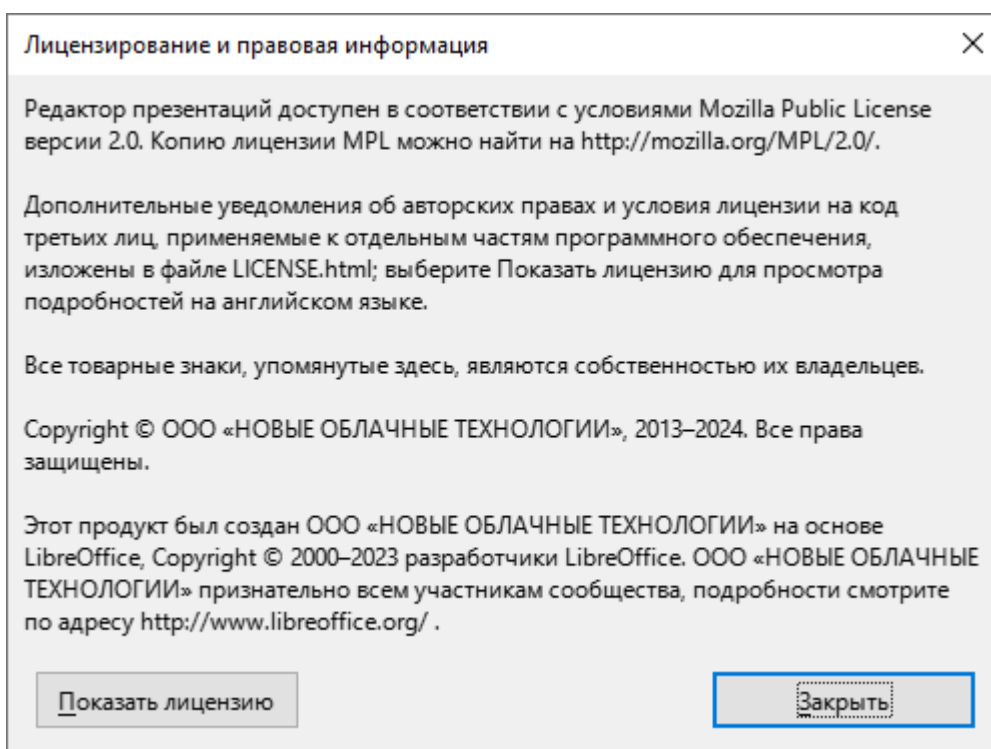 Лицензирование и правовая информация
Редактор презентаций доступен в соответствии с условиями Mozilla Public License
версии 2.0. Копию лицензии MPL можно найти на http://mozilla.org/MPL/2.0/.
Дополнительные уведомления об авторских правах и условия лицензии на код
третьих лиц, применяемые к отдельным частям программного обеспечения,
изложены в файле LICENSE.html; выберите Показать лицензию для просмотра
подробностей на английском языке.
Все товарные знаки, упомянутые здесь, являются собственностью их владельцев.
Copyright © ООО «НОВЫЕ ОБЛАЧНЫЕ ТЕХНОЛОГИИ», 2013–2024. Все права
защищены.
Этот продукт был создан ООО «НОВЫЕ ОБЛАЧНЫЕ ТЕХНОЛОГИИ» на основе
LibreOffice, Copyright © 2000–2023 разработчики LibreOffice. ООО «НОВЫЕ ОБЛАЧНЫЕ
ТЕХНОЛОГИИ» признательно всем участникам сообщества, подробности смотрите
по адресу http://www.libreoffice.org/ .
Показать лицензию
Закрыть